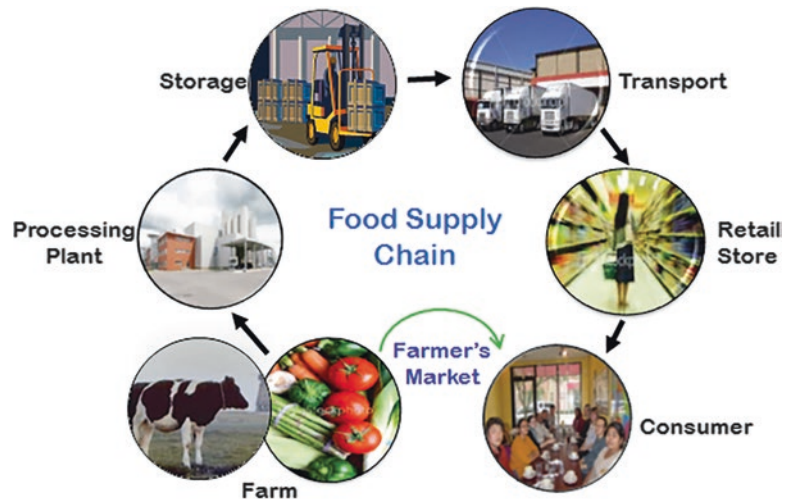 Storage
Transport
Processing
Plant
Food Supply
Chain
Retail
Store
Farmer's
Market
Consumer
Farm